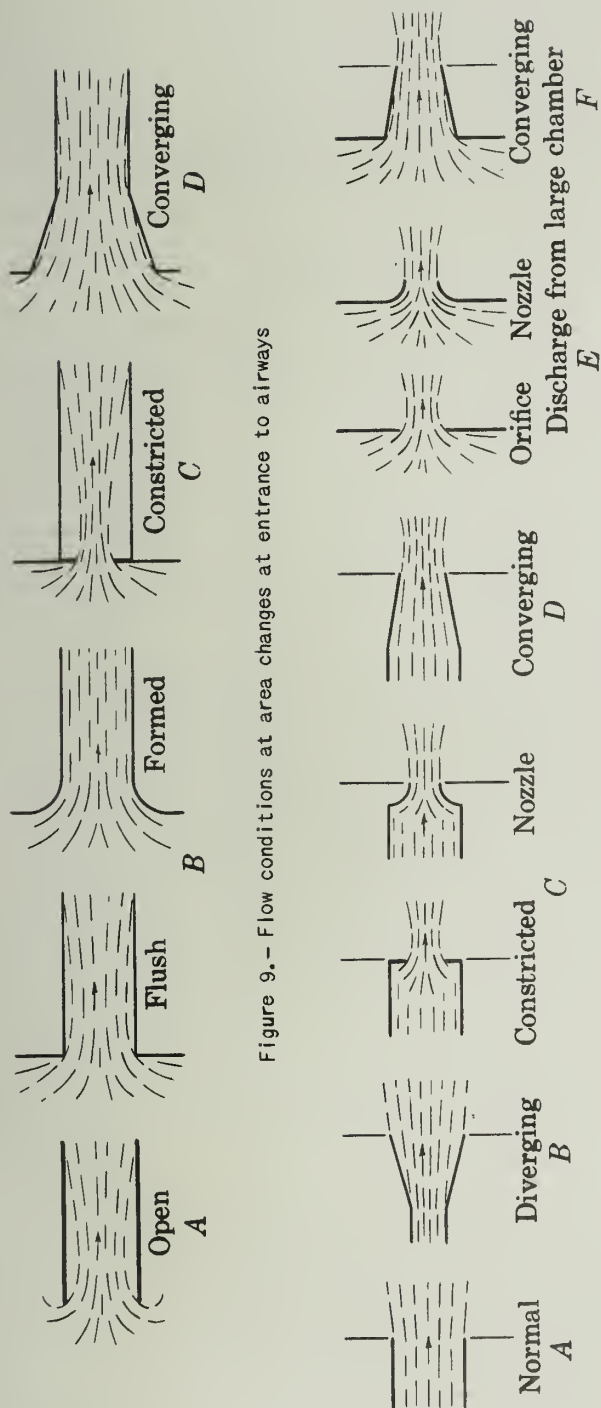 Open Flush Formed Constricted Converging
A B C D
Figure 9.- Flow conditions at area changes at entrance to airways
Normal Diverging Constricted Nozzle Converging Orifice Nozzle Converging
A B C D Discharge from large chamber
E F